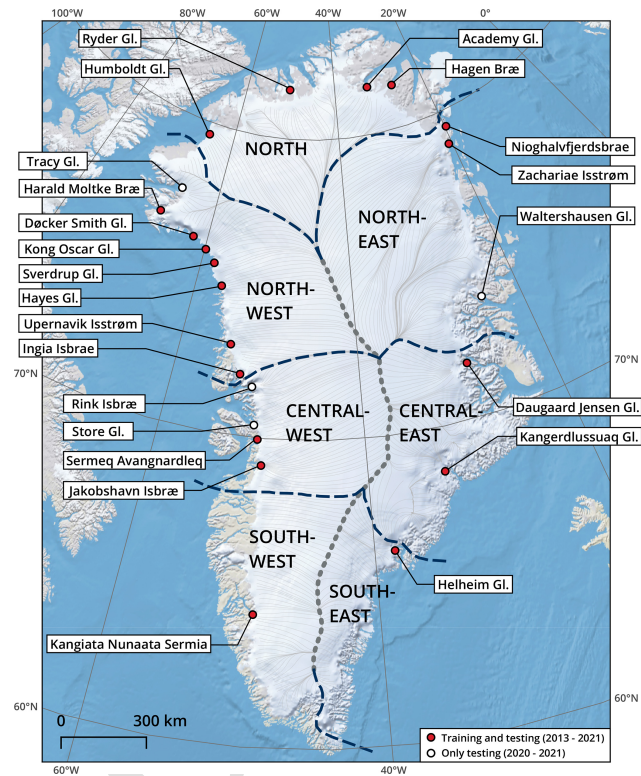 100°W
80°W
60°W
40°W
20°W
0°
Ryder Gl.
Academy Gl.
Humboldt Gl.
Hagen Bræ
NORTH
Nioghalvfjerdsbrae
Tracy Gl.
Zachariae Isstrøm
Harald Moltke Bræ
Døcker Smith Gl.
NORTH-
EAST
Waltershausen Gl.
Kong Oscar Gl.
Sverdrup Gl.
Hayes Gl.
NORTH-
WEST
Upernavik Isstrøm
Ingia Isbrae
70°N
70°N
Rink Isbræ
CENTRAL-
WEST
CENTRAL-
EAST
Daugaard Jensen Gl.
Store Gl.
Kangerdlussuaq Gl.
Sermeq Avangnardleq
Jakobshavn Isbræ
SOUTH-
WEST
Helheim Gl.
SOUTH-
EAST
Kangiata Nunaata Sermia
60°N
60°N
0 300 km
Training and testing (2013 - 2021)
Only testing (2020 - 2021)
60°W
40°W